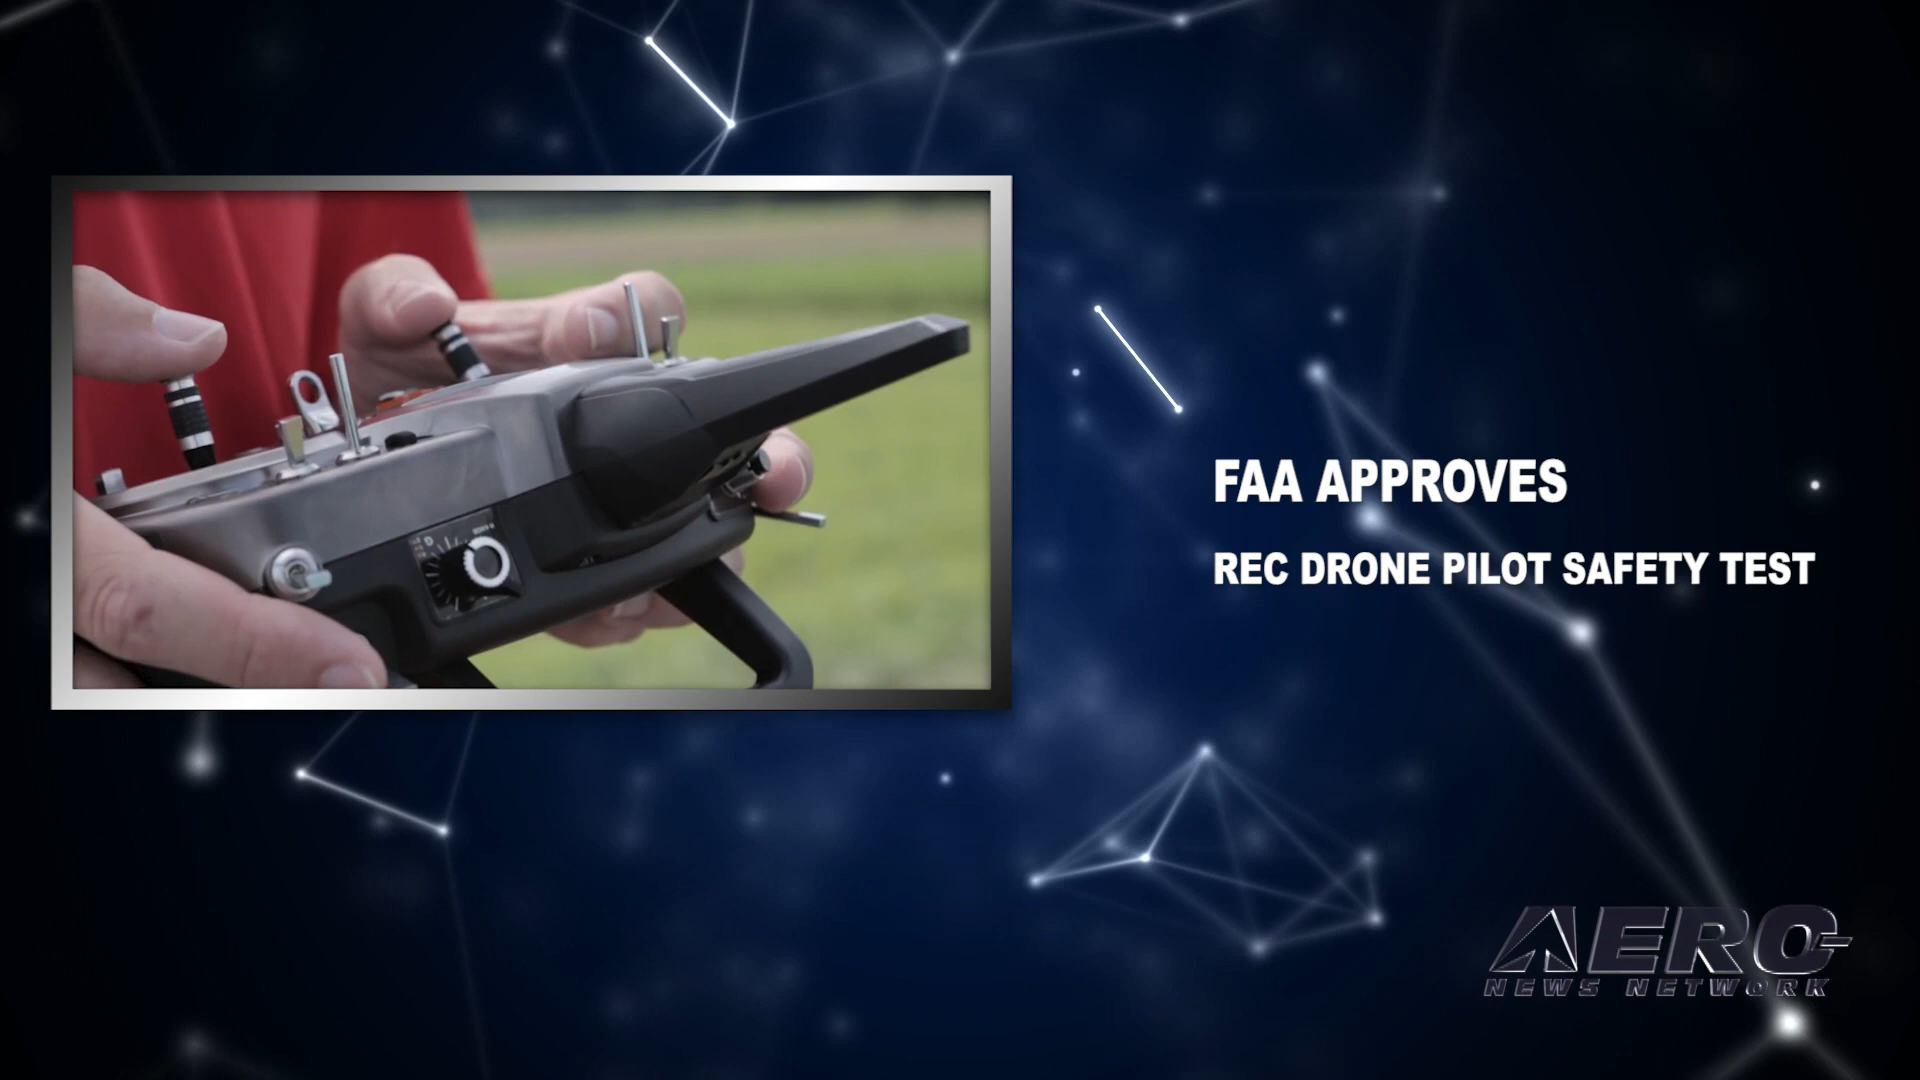 FAA APPROVES
REC DRONE PILOT SAFETY TEST
AERO
NEWS NETWORK